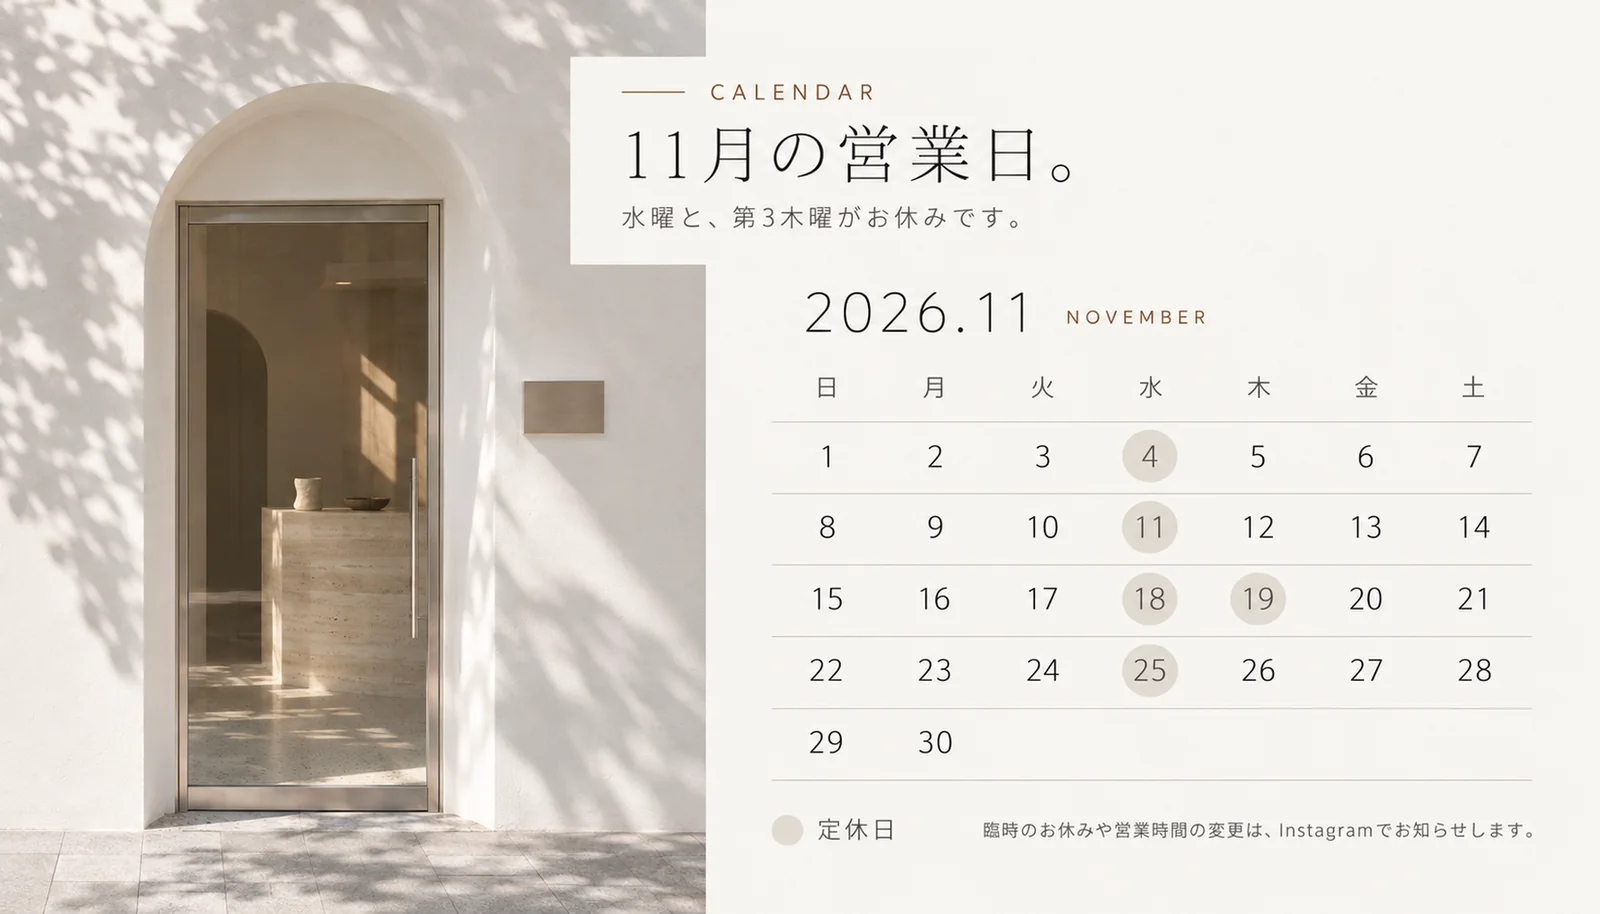 CALENDAR
11月の営業日。
水曜と、第3木曜がお休みです。
2026.11 NOVEMBER
日 月 火 水 木 金 土
1 2 3 4 5 6 7
8 9 10 11 12 13 14
15 16 17 18 19 20 21
22 23 24 25 26 27 28
29 30
定休日 臨時のお休みや営業時間の変更は、Instagramでお知らせします。